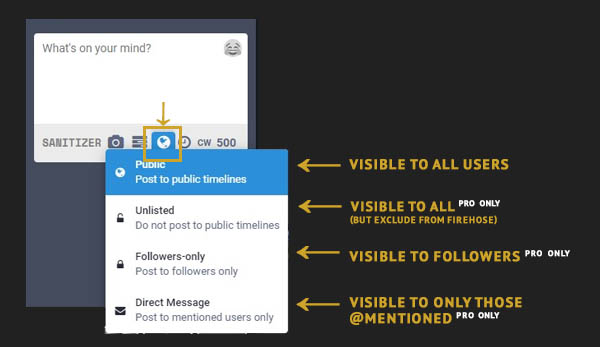 What's on your mind?
SANITIZER CW 500
Public
Post to public timelines
Unlisted
Do not post to public timelines
Followers-only
Post to followers only
Direct Message
Post to mentioned users only
VISIBLE TO ALL USERS
VISIBLE TO ALL PRO ONLY
(BUT EXCLUDE FROM FIREHOSE)
VISIBLE TO FOLLOWERS PRO ONLY
VISIBLE TO ONLY THOSE
@MENTIONED PRO ONLY